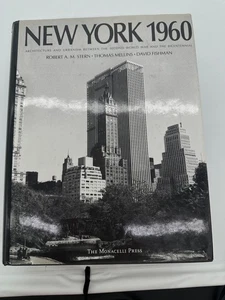 NEW YORK 1960
ARCHITECTURE AND URBANISM BETWEEN THE SECOND WORLD WAR AND THE BICENTENNIAL
ROBERT A. M. STERN · THOMAS MELLINS · DAVID FISHMAN
THE MONACELLI PRESS